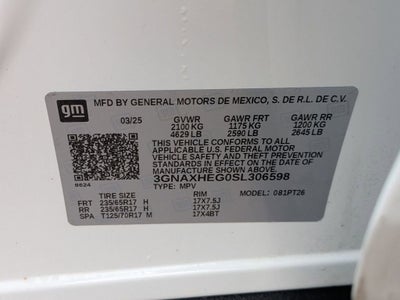 gm
MFD BY GENERAL MOTORS DE MEXICO, S. DE R.L. DE C.V.
03/25 GVWR GAWR FRT GAWR RR
2100 KG 1175 KG 1200 KG
4629 LB 2590 LB 2645 LB
THIS VEHICLE CONFORMS TO ALL
APPLICABLE U.S. FEDERAL MOTOR
VEHICLE SAFETY AND THEFT PREVENTION
STANDARDS IN EFFECT ON THE DATE OF
MANUFACTURE SHOWN ABOVE.
3GNAXHEG0SL306598
9624 TYPE: MPV MODEL: 081PT26
TIRE SIZE RIM
FRT 235/65R17 H 17X7.5J
RR 235/65R17 H 17X7.5J
SPA T125/70R17 M 17X4BT